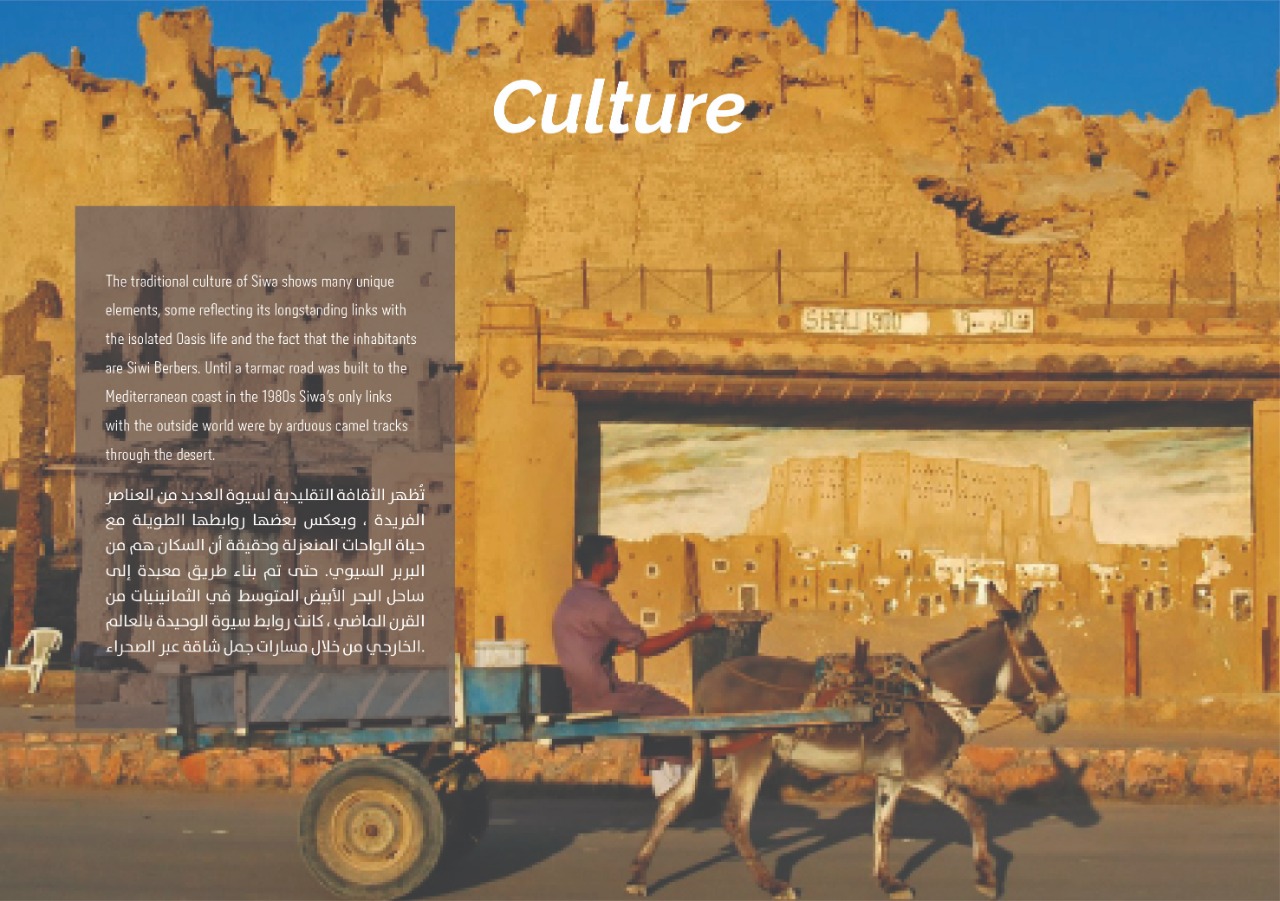 Culture
The traditional culture of Siwa shows many unique
elements, some reflecting its longstanding links with
the isolated Oasis life and the fact that the inhabitants
are Siwi Berbers. Until a tarmac road was built to the
Mediterranean coast in the 1980s Siwa's only links
with the outside world were by arduous camel tracks
through the desert.
تُظهر الثقافة التقليدية لسيوة العديد من العناصر
الفريدة ، ويعكس بعضها روابطها الطويلة مع
حياة الواحات المنعزلة وحقيقة أن السكان هم من
البربر السيوي. حتى تم بناء طريق معبدة إلى
ساحل البحر الأبيض المتوسط في الثمانينيات من
القرن الماضي ، كانت روابط سيوة الوحيدة بالعالم
الخارجي من خلال مسارات جمل شاقة عبر الصحراء.